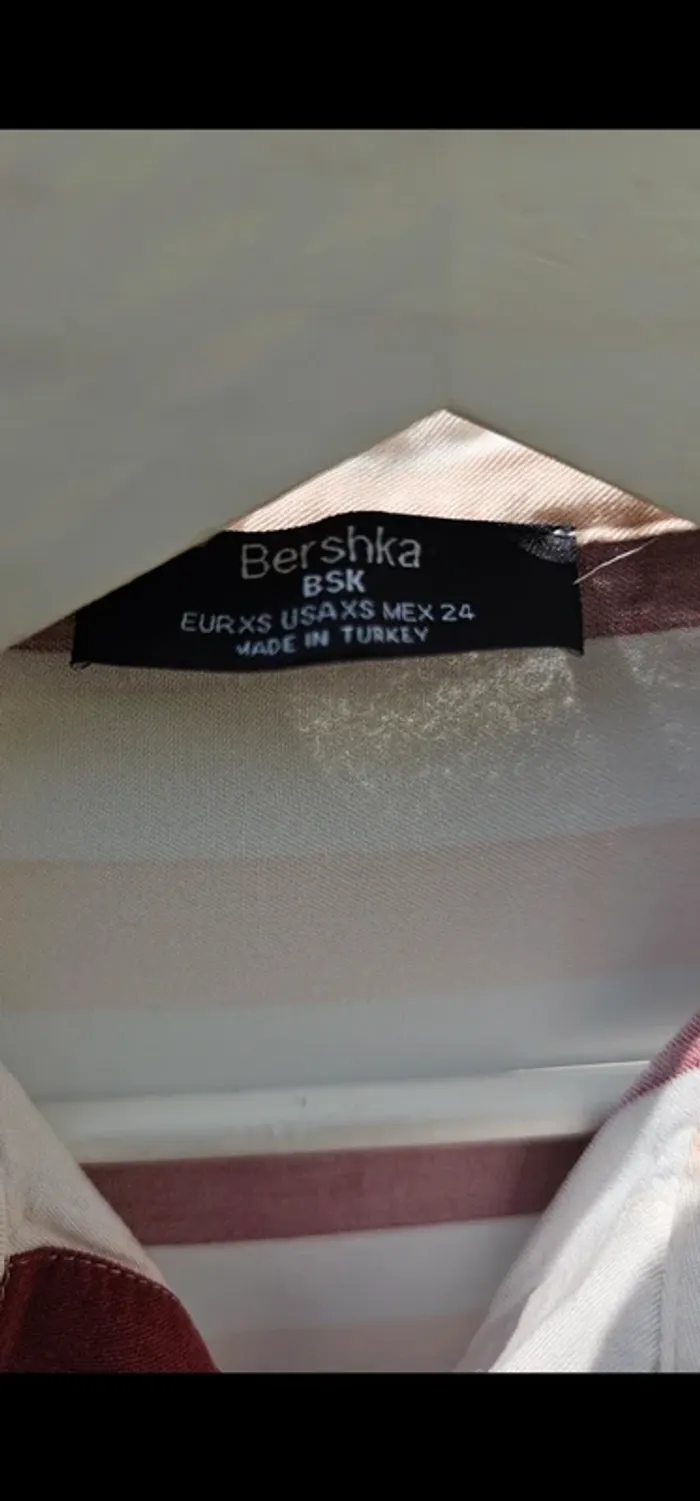 Bershka
BSK
EUR XS USA XS MEX 24
MADE IN TURKEY